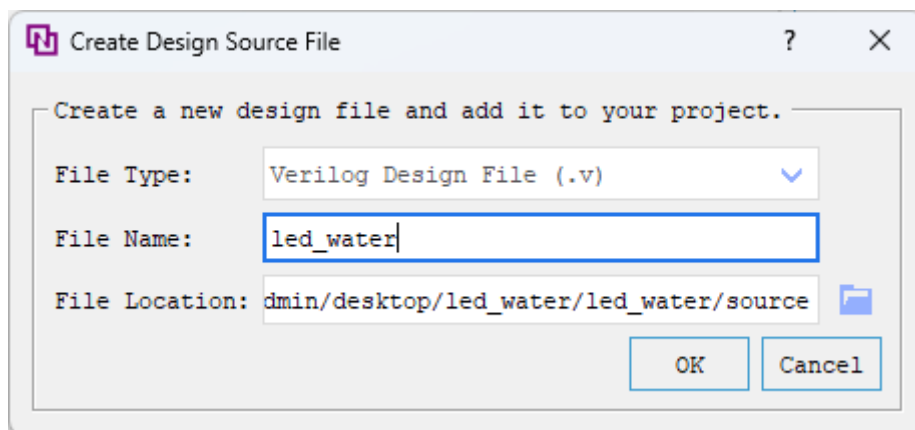 Create Design Source File ?
Create a new design file and add it to your project.
File Type: Verilog Design File (.v)
File Name: led_water
File Location: dmin/desktop/led_water/led_water/source
OK Cancel